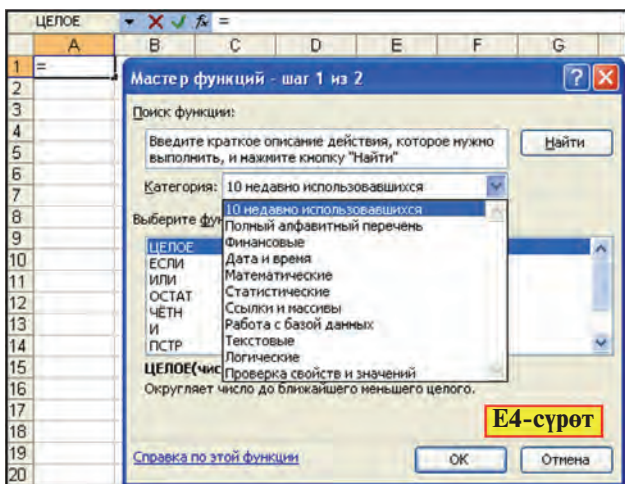 ЦЕЛОЕ =
A B C D E F G
1 =
2
Мастер функций - шаг 1 из 2
3 Поиск функции:
4
Введите краткое описание действия, которое нужно
5 выполнить, и нажмите кнопку "Найти"
Найти
6
7 Категория: 10 недавно использовавшихся
10 недавно использовавшихся
8 Выберите фун
Полный алфавитный перечень
9 ЦЕЛОЕ
Финансовые
10 ЕСЛИ
Дата и время
11 ИЛИ
Математические
12 ОСТАТ
Статистические
13 ЧЁТН
Ссылки и массивы
И
Работа с базой данных
14 ПСТР
Текстовые
Логические
15 ЦЕЛОЕ(чис
Проверка свойств и значений
16 Округляет число до ближайшего меньшего целого.
17
18
Е4-сүрөт
19 Справка по этой функции
ОК
Отмена
20